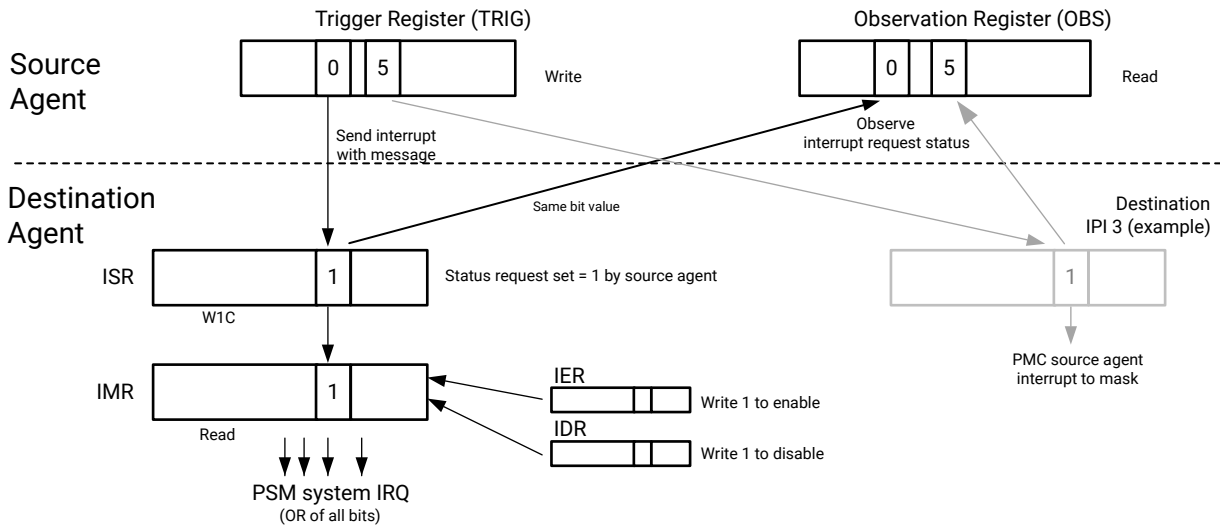 Trigger Register (TRIG)
Observation Register (OBS)
Source
Agent
0 5
Write
0 5
Read
Send interrupt
with message
Observe
interrupt request status
Destination
Agent
Same bit value
Destination
IPI 3 (example)
ISR
1
Status request set = 1 by source agent
1
W1C
PMC source agent
interrupt to mask
IMR
1
IER
Write 1 to enable
Read
IDR
Write 1 to disable
PSM system IRQ
(OR of all bits)